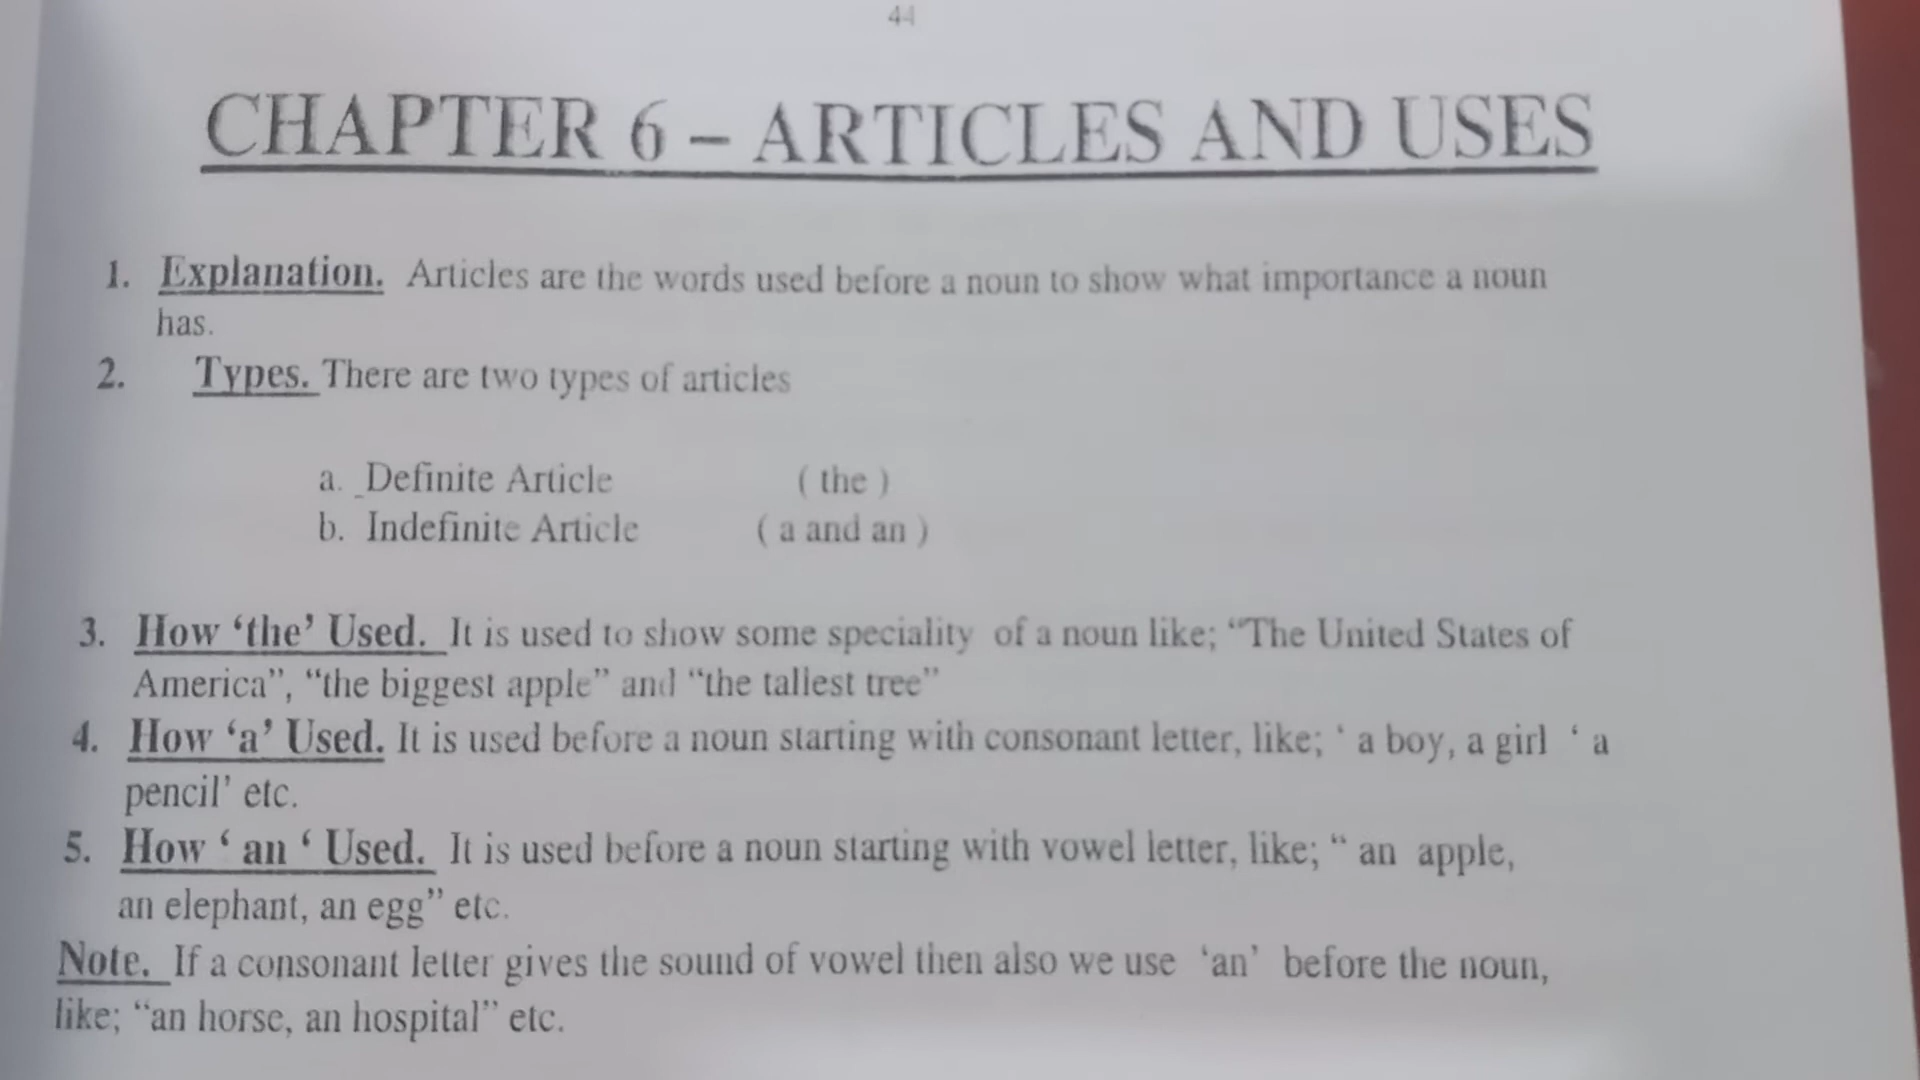 44
CHAPTER 6 – ARTICLES AND USES
1. Explanation. Articles are the words used before a noun to show what importance a noun
has.
2. Types. There are two types of articles
a. Definite Article ( the )
b. Indefinite Article ( a and an )
3. How ‘the’ Used. It is used to show some speciality of a noun like; “The United States of
America”, “the biggest apple” and “the tallest tree”
4. How ‘a’ Used. It is used before a noun starting with consonant letter, like; ‘ a boy, a girl ‘ a
pencil’ etc.
5. How ‘ an ‘ Used. It is used before a noun starting with vowel letter, like; “ an apple,
an elephant, an egg” etc.
Note. If a consonant letter gives the sound of vowel then also we use ‘an’ before the noun,
like; “an horse, an hospital” etc.